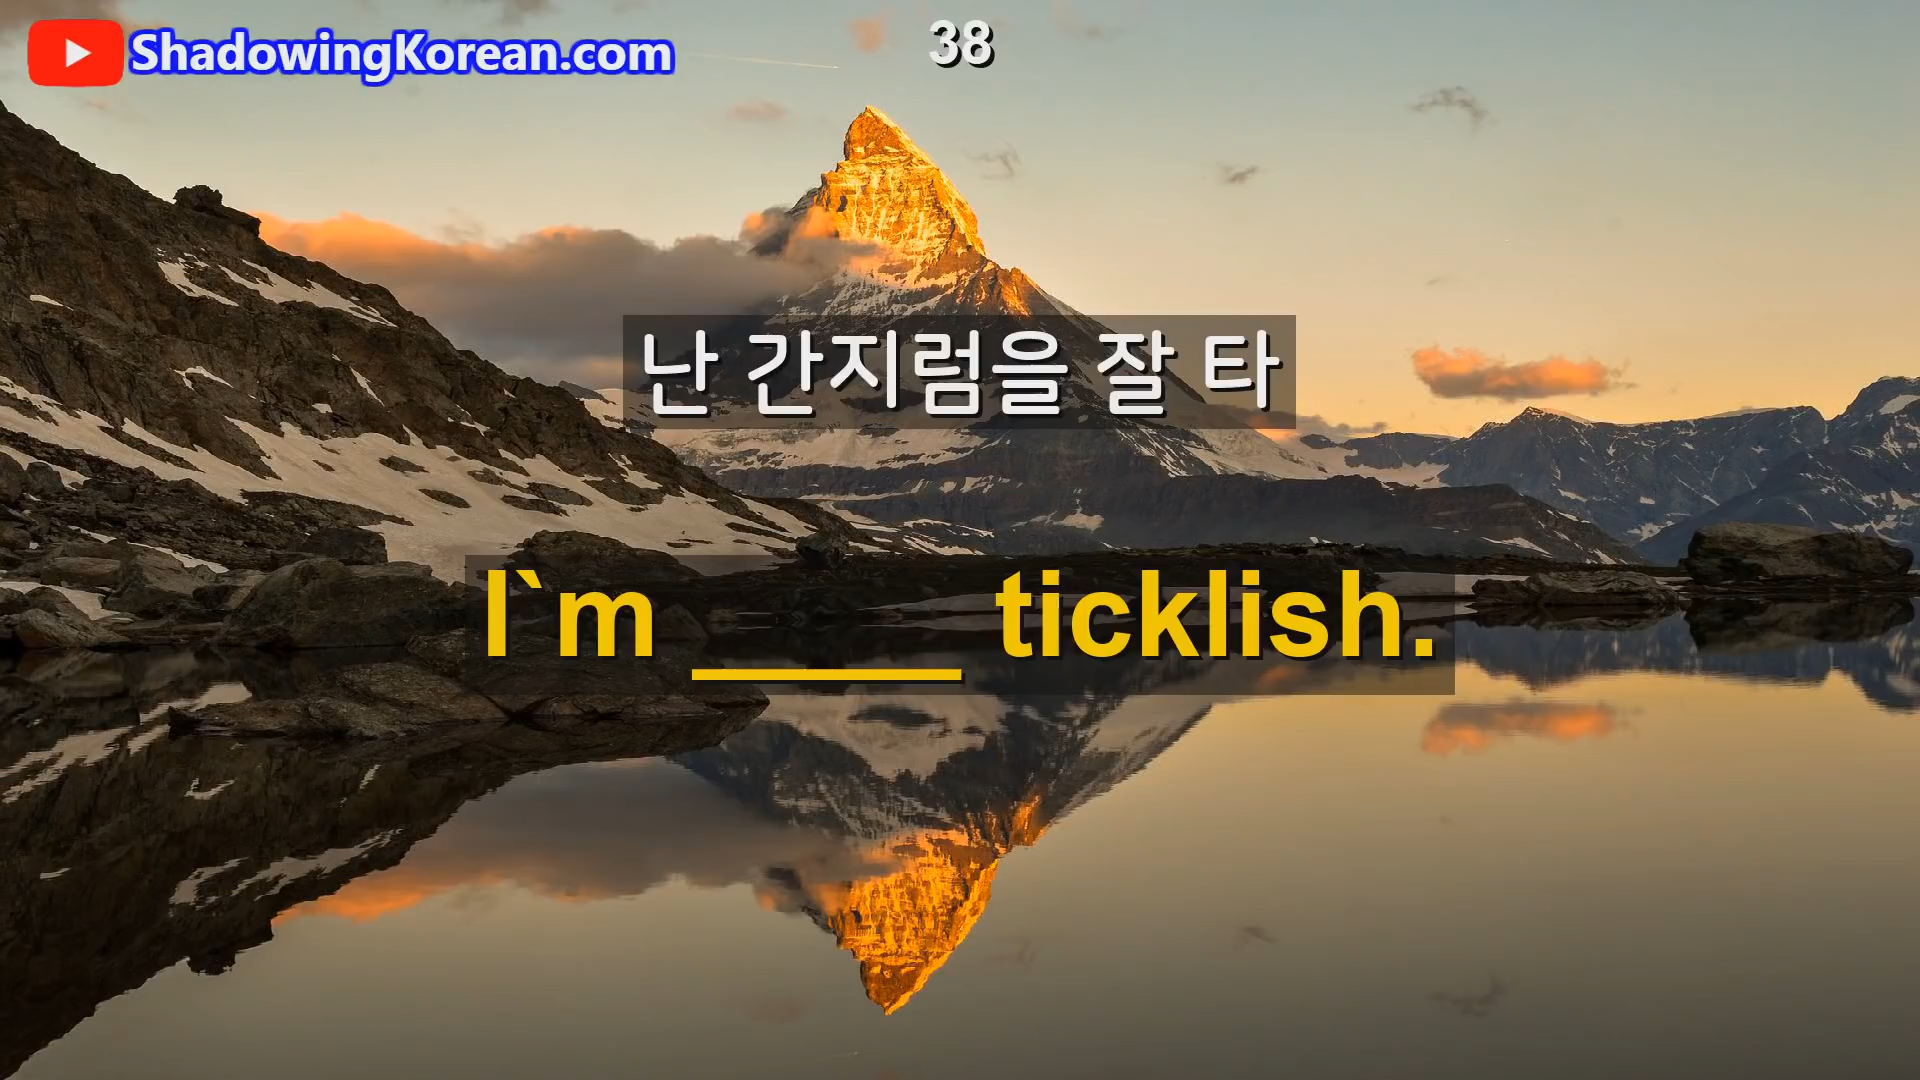 ShadowingKorean.com
38
난 간지럼을 잘 타
I`m ____ ticklish.